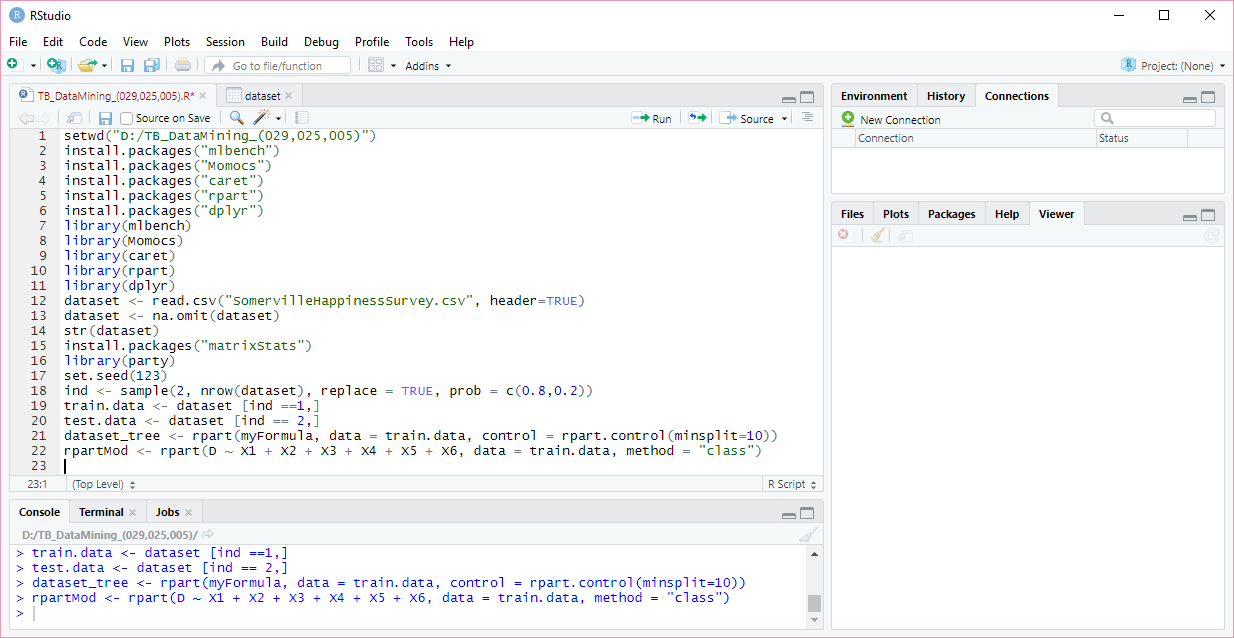 RStudio
File Edit Code View Plots Session Build Debug Profile Tools Help
Go to file/function Addins Project: (None)
TB_DataMining_(029,025,005).R* dataset
Source on Save Run Source
1 setwd("D:/TB_DataMining_(029,025,005)")
2 install.packages("mlbench")
3 install.packages("Momocs")
4 install.packages("caret")
5 install.packages("rpart")
6 install.packages("dplyr")
7 library(mlbench)
8 library(Momocs)
9 library(caret)
10 library(rpart)
11 library(dplyr)
12 dataset <- read.csv("SomervilleHappinessSurvey.csv", header=TRUE)
13 dataset <- na.omit(dataset)
14 str(dataset)
15 install.packages("matrixStats")
16 library(party)
17 set.seed(123)
18 ind <- sample(2, nrow(dataset), replace = TRUE, prob = c(0.8,0.2))
19 train.data <- dataset [ind ==1,]
20 test.data <- dataset [ind == 2,]
21 dataset_tree <- rpart(myFormula, data = train.data, control = rpart.control(minsplit=10))
22 rpartMod <- rpart(D ~ X1 + X2 + X3 + X4 + X5 + X6, data = train.data, method = "class")
23
23:1 (Top Level) R Script
Console Terminal Jobs
D:/TB_DataMining_(029,025,005)/
> train.data <- dataset [ind ==1,]
> test.data <- dataset [ind == 2,]
> dataset_tree <- rpart(myFormula, data = train.data, control = rpart.control(minsplit=10))
> rpartMod <- rpart(D ~ X1 + X2 + X3 + X4 + X5 + X6, data = train.data, method = "class")
>
Environment History Connections
New Connection
Connection Status
Files Plots Packages Help Viewer